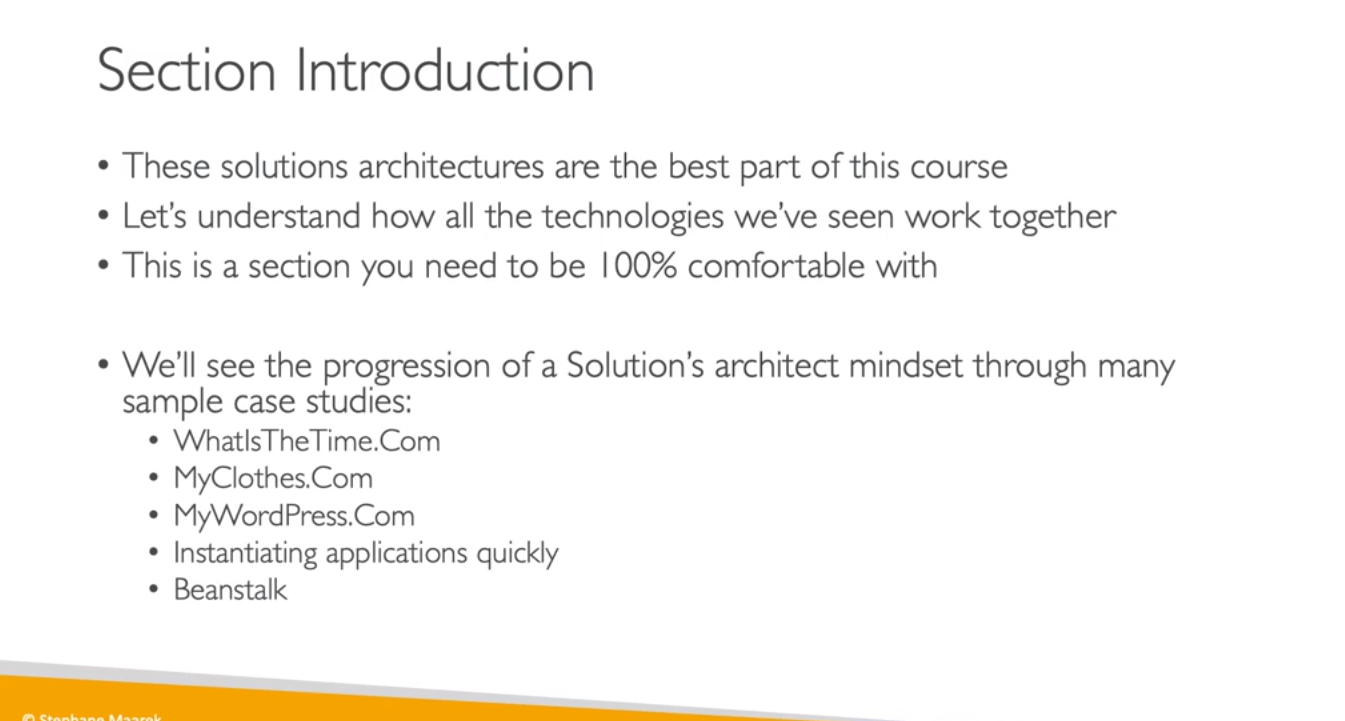 Section Introduction
• These solutions architectures are the best part of this course
• Let's understand how all the technologies we've seen work together
• This is a section you need to be 100% comfortable with
• We'll see the progression of a Solution's architect mindset through many
sample case studies:
• WhatIsTheTime.Com
• MyClothes.Com
• MyWordPress.Com
• Instantiating applications quickly
• Beanstalk
© Stephane Maarek